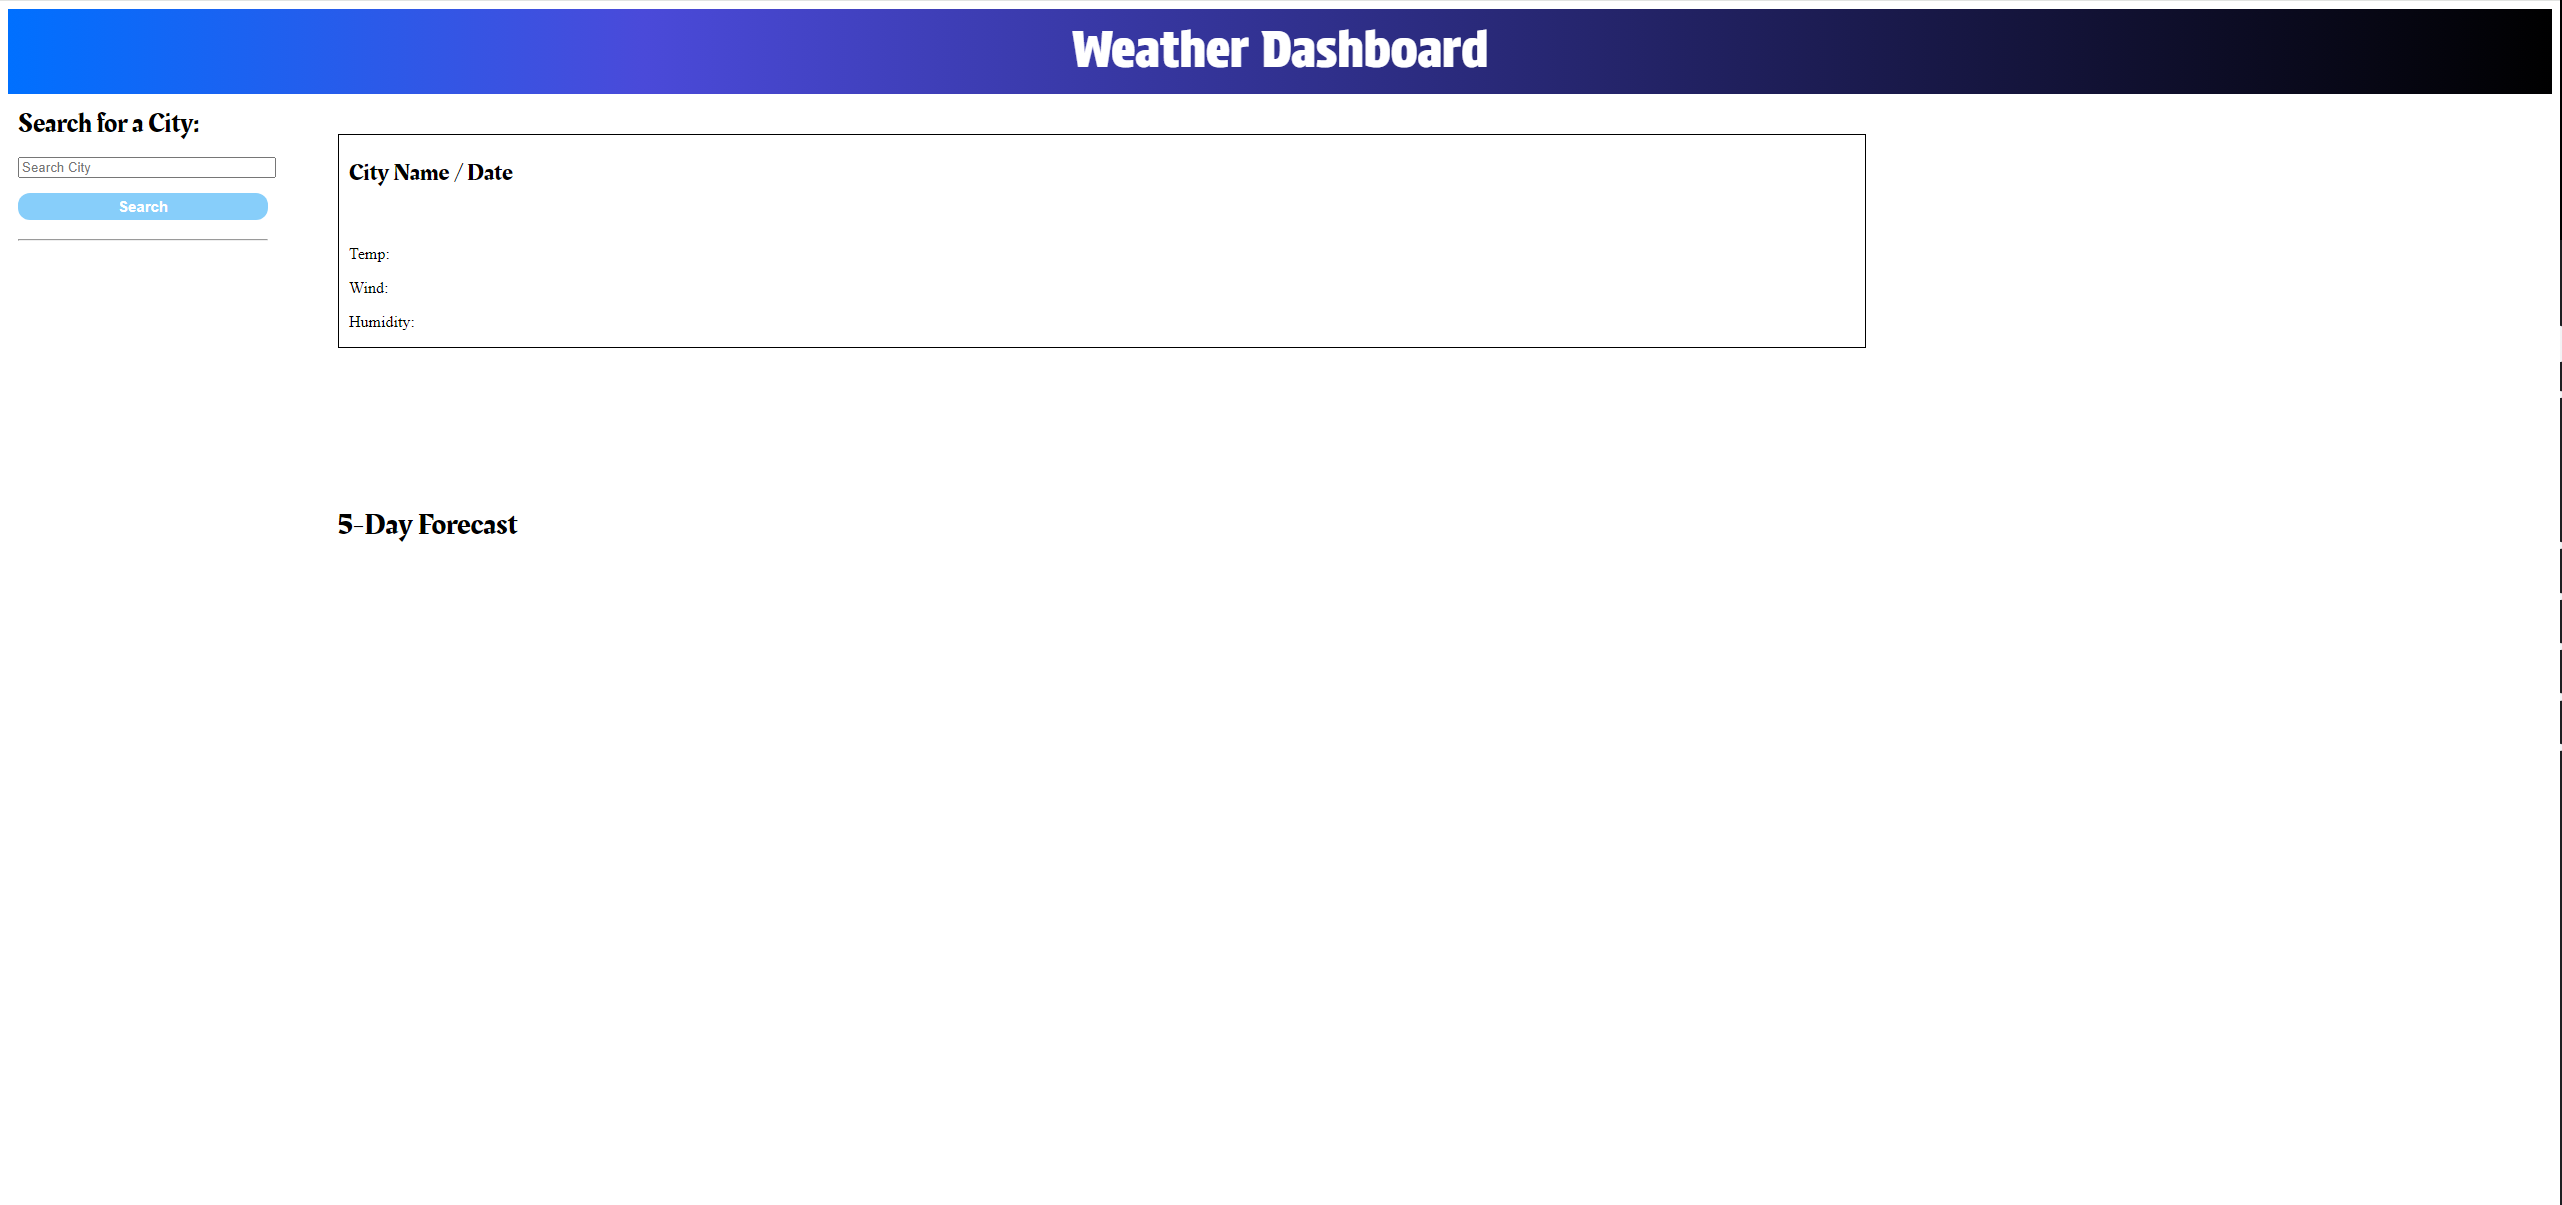 Weather Dashboard
Search for a City:
Search City
Search
City Name / Date
Temp:
Wind:
Humidity:
5-Day Forecast